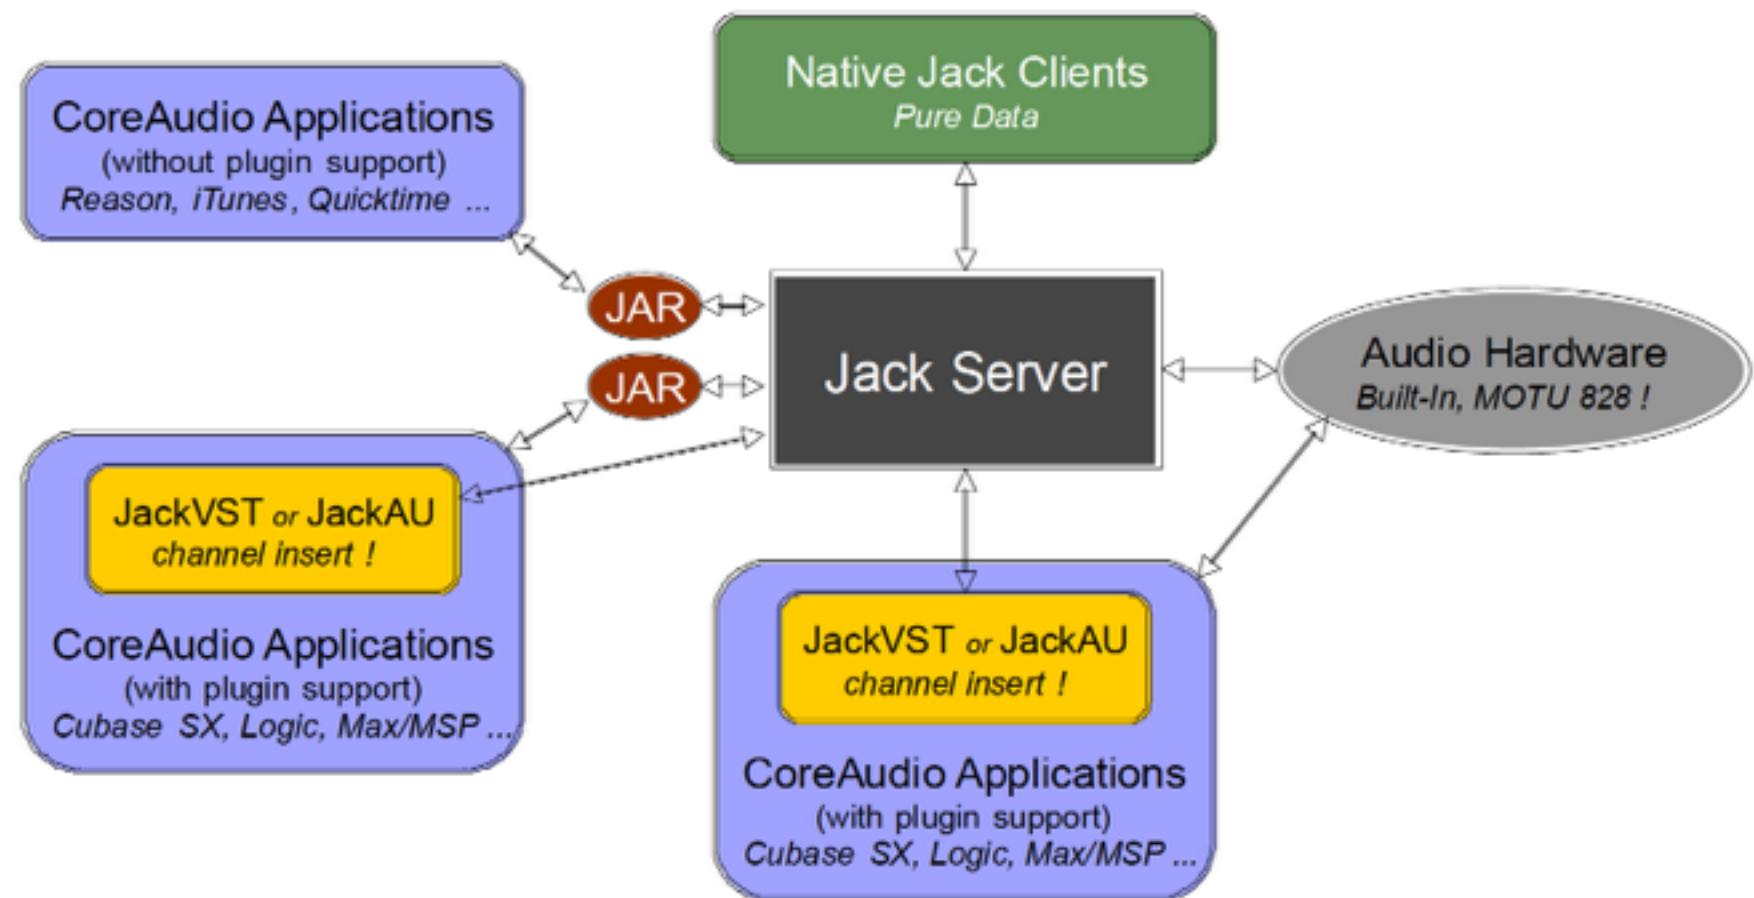 Native Jack Clients
Pure Data
CoreAudio Applications
(without plugin support)
Reason, iTunes, Quicktime ...
JAR
JAR
Jack Server
Audio Hardware
Built-In, MOTU 828 !
JackVST or JackAU
channel insert !
CoreAudio Applications
(with plugin support)
Cubase SX, Logic, Max/MSP ...
JackVST or JackAU
channel insert !
CoreAudio Applications
(with plugin support)
Cubase SX, Logic, Max/MSP ...